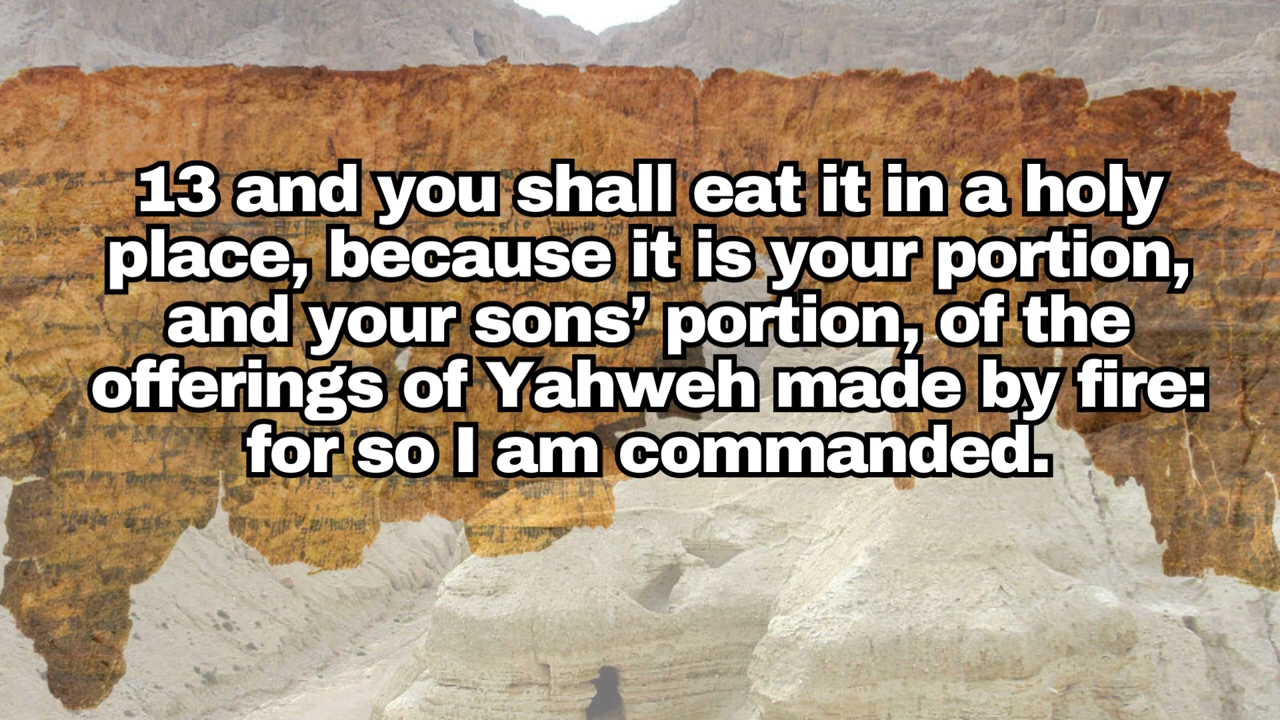 13 and you shall eat it in a holy
place, because it is your portion,
and your sons’ portion, of the
offerings of Yahweh made by fire:
for so I am commanded.